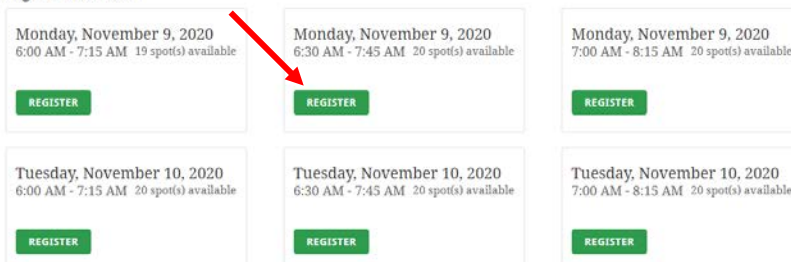 Monday, November 9, 2020
6:00 AM - 7:15 AM 19 spot(s) available
REGISTER
Monday, November 9, 2020
6:30 AM - 7:45 AM 20 spot(s) available
REGISTER
Monday, November 9, 2020
7:00 AM - 8:15 AM 20 spot(s) available
REGISTER
Tuesday, November 10, 2020
6:00 AM - 7:15 AM 20 spot(s) available
REGISTER
Tuesday, November 10, 2020
6:30 AM - 7:45 AM 20 spot(s) available
REGISTER
Tuesday, November 10, 2020
7:00 AM - 8:15 AM 20 spot(s) available
REGISTER